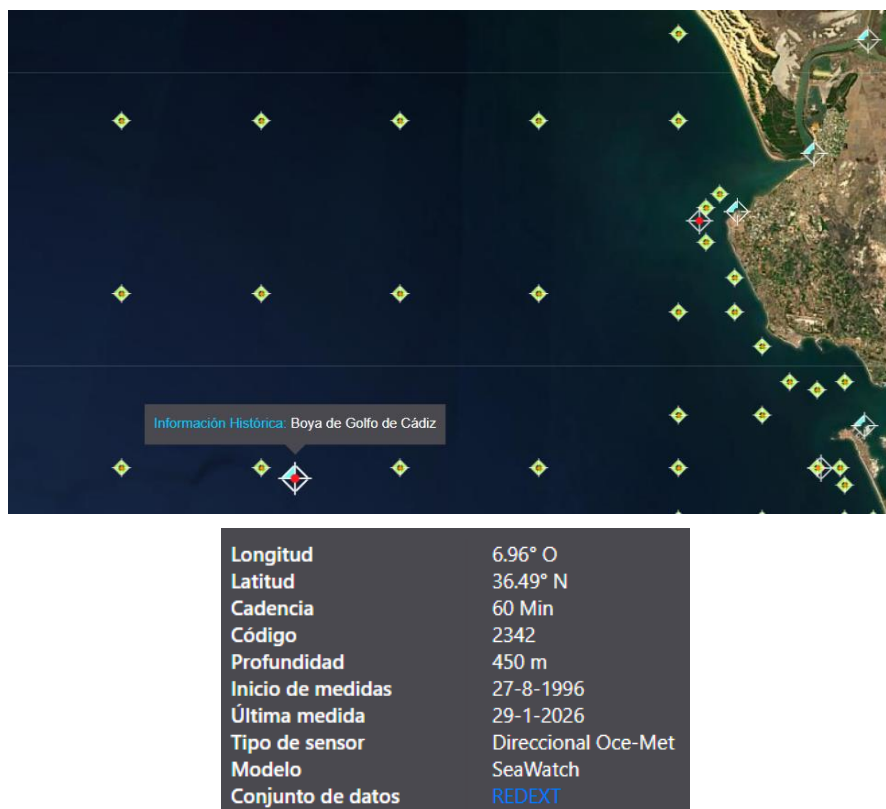 Información Histórica: Boya de Golfo de Cádiz
Longitud 6.96° O
Latitud 36.49° N
Cadencia 60 Min
Código 2342
Profundidad 450 m
Inicio de medidas 27-8-1996
Última medida 29-1-2026
Tipo de sensor Direccional Oce-Met
Modelo SeaWatch
Conjunto de datos REDEXT